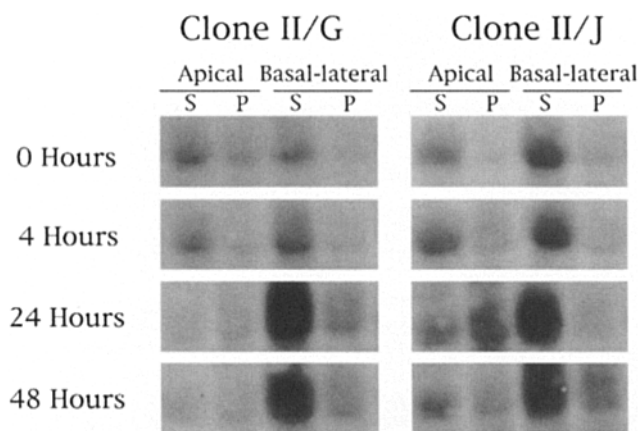 Clone II/G Clone II/J
Apical Basal-lateral Apical Basal-lateral
S P S P S P S P
0 Hours
4 Hours
24 Hours
48 Hours